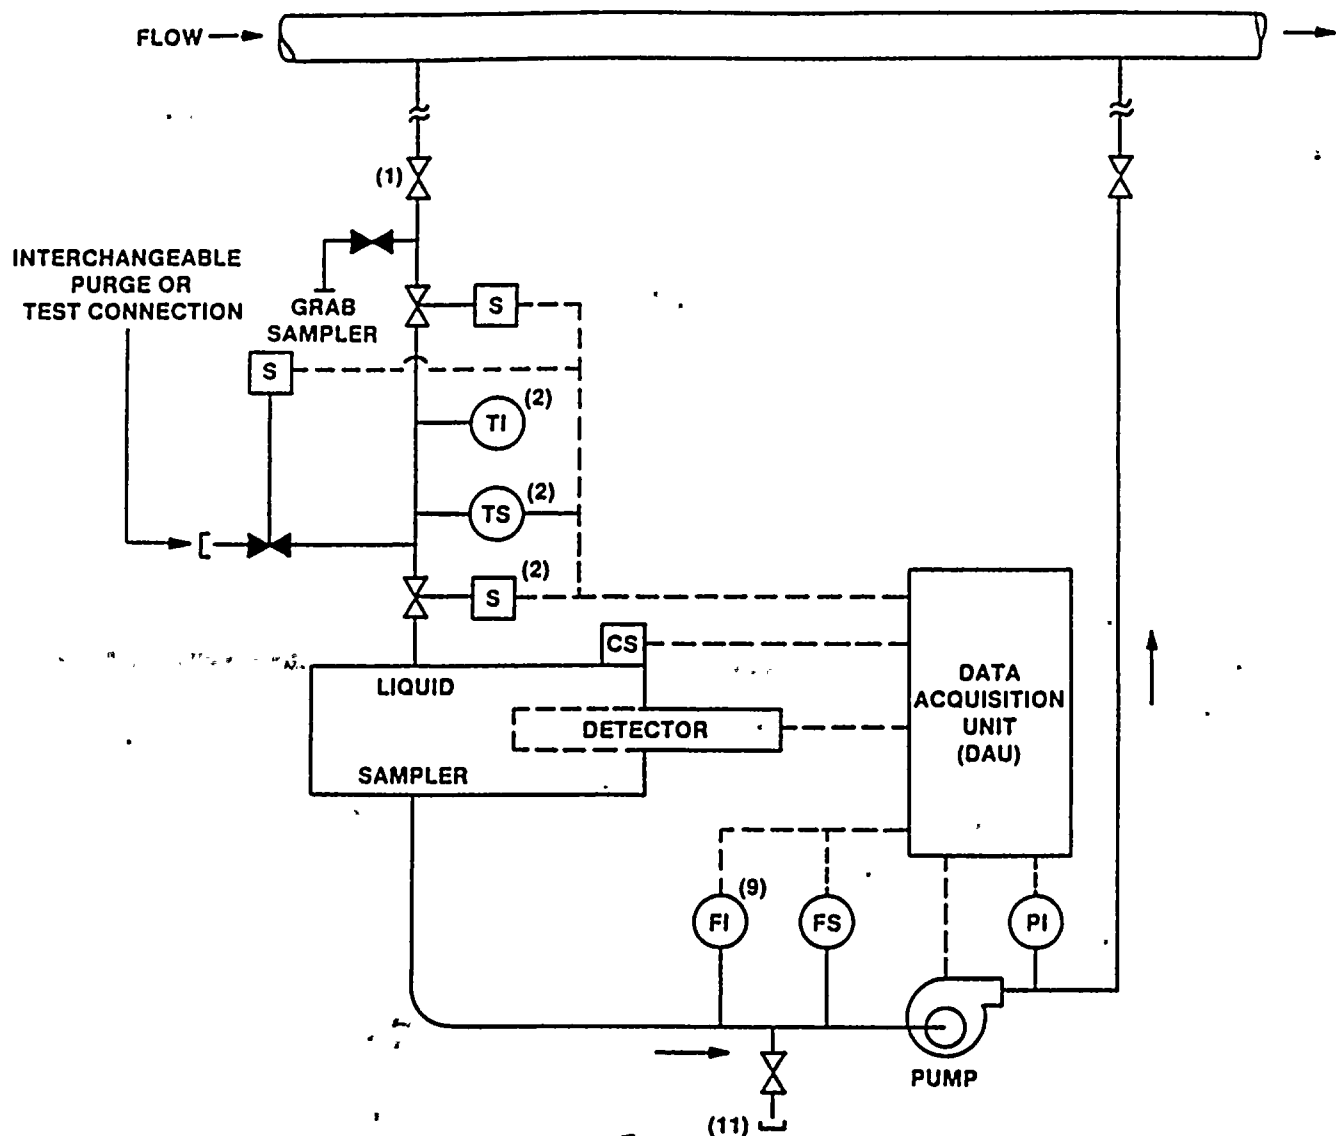 FLOW
(1)
INTERCHANGEABLE
PURGE OR
TEST CONNECTION
GRAB
SAMPLER
S
S
TI
(2)
TS
(2)
S
(2)
CS
LIQUID
SAMPLER
DETECTOR
DATA
ACQUISITION
UNIT
(DAU)
FI
(9)
FS
PI
PUMP
(11)